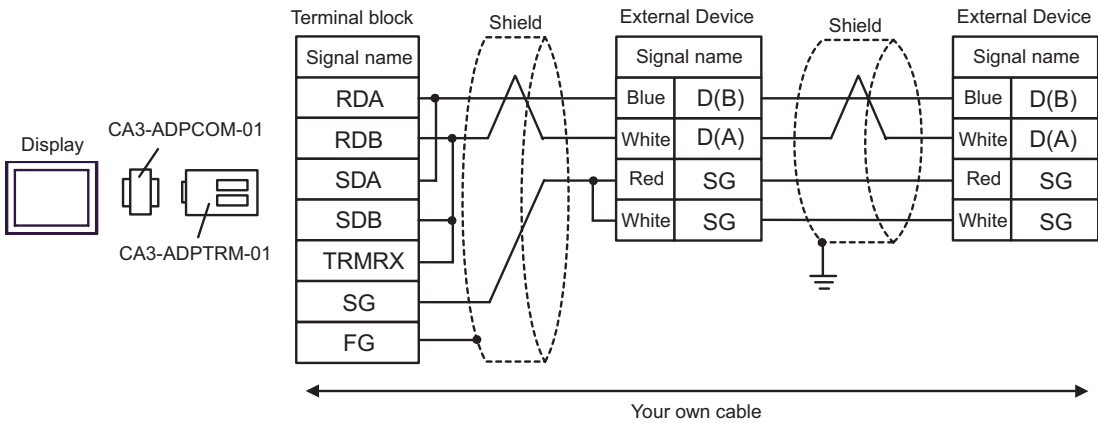 Display
CA3-ADPCOM-01
CA3-ADPTRM-01
Terminal block
Signal name
RDA
RDB
SDA
SDB
TRMRX
SG
FG
Shield
External Device
Signal name
Blue D(B)
White D(A)
Red SG
White SG
Shield
External Device
Signal name
Blue D(B)
White D(A)
Red SG
White SG
Your own cable